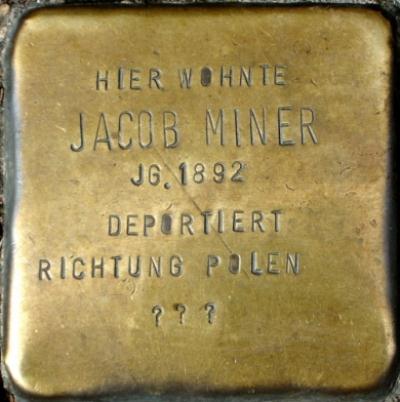 HIER WOHNTE
JACOB MINER
JG. 1892
DEPORTIERT
RICHTUNG POLEN
? ? ?